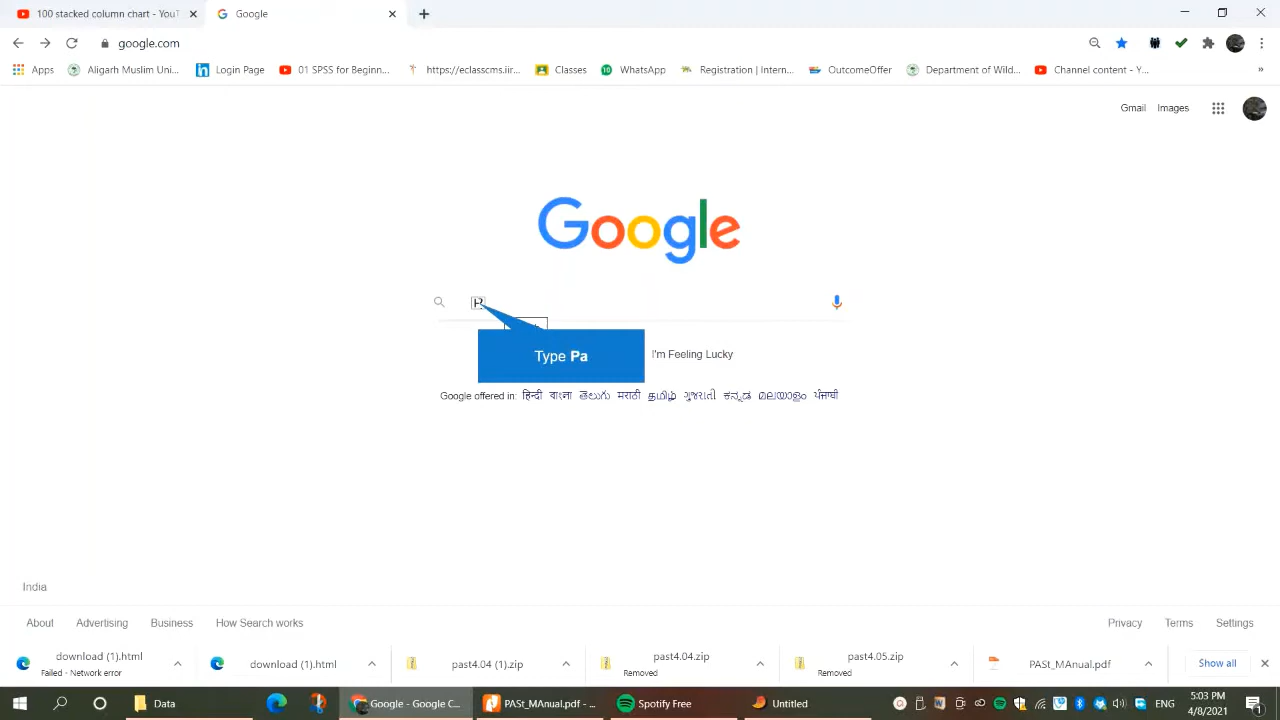 100 stacked column chart - YouT
Google
google.com
Apps
Aligarh Muslim Uni...
Login Page
01 SPSS for Beginn...
https://eclasscms.iir...
Classes
WhatsApp
Registration | Intern...
OutcomeOffer
Department of Wild...
Channel content - Y...
»
Gmail
Images
Google
Type Pa
I'm Feeling Lucky
Google offered in: हिन्दी বাংলা తెలుగు मराठी தமிழ் ગુજરાતી ಕನ್ನಡ മലയാളം ਪੰਜਾਬੀ
India
About
Advertising
Business
How Search works
Privacy
Terms
Settings
download (1).html
Failed - Network error
download (1).html
past4.04 (1).zip
past4.04.zip
Removed
past4.05.zip
Removed
PASt_MAnual.pdf
Show all
Data
Google - Google C...
PASt_MAnual.pdf - ...
Spotify Free
Untitled
ENG
5:03 PM
4/8/2021